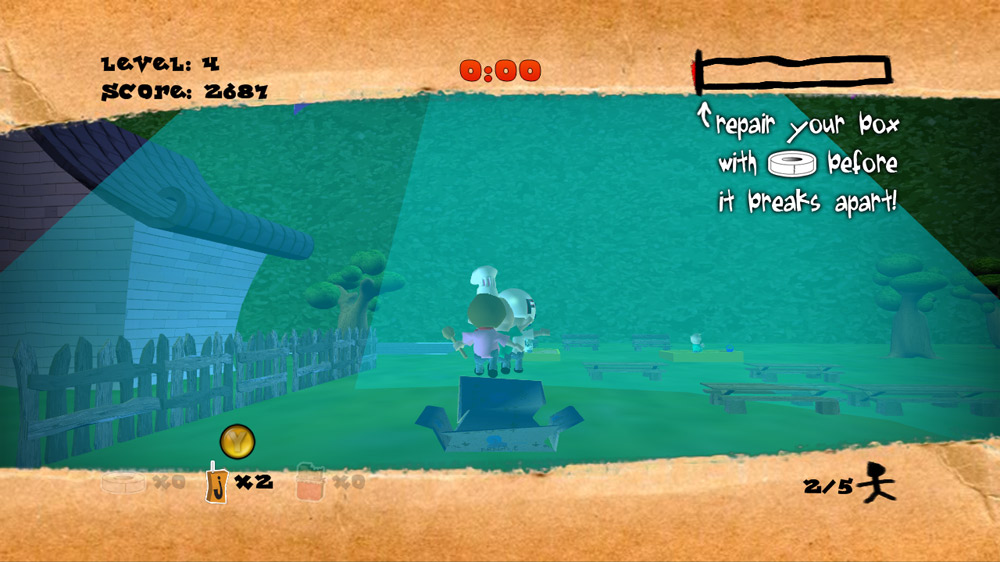 Level: 4
Score: 2687
0:00
repair your box
with before
it breaks apart!
F
Y
x0 J x2 x0
2/5